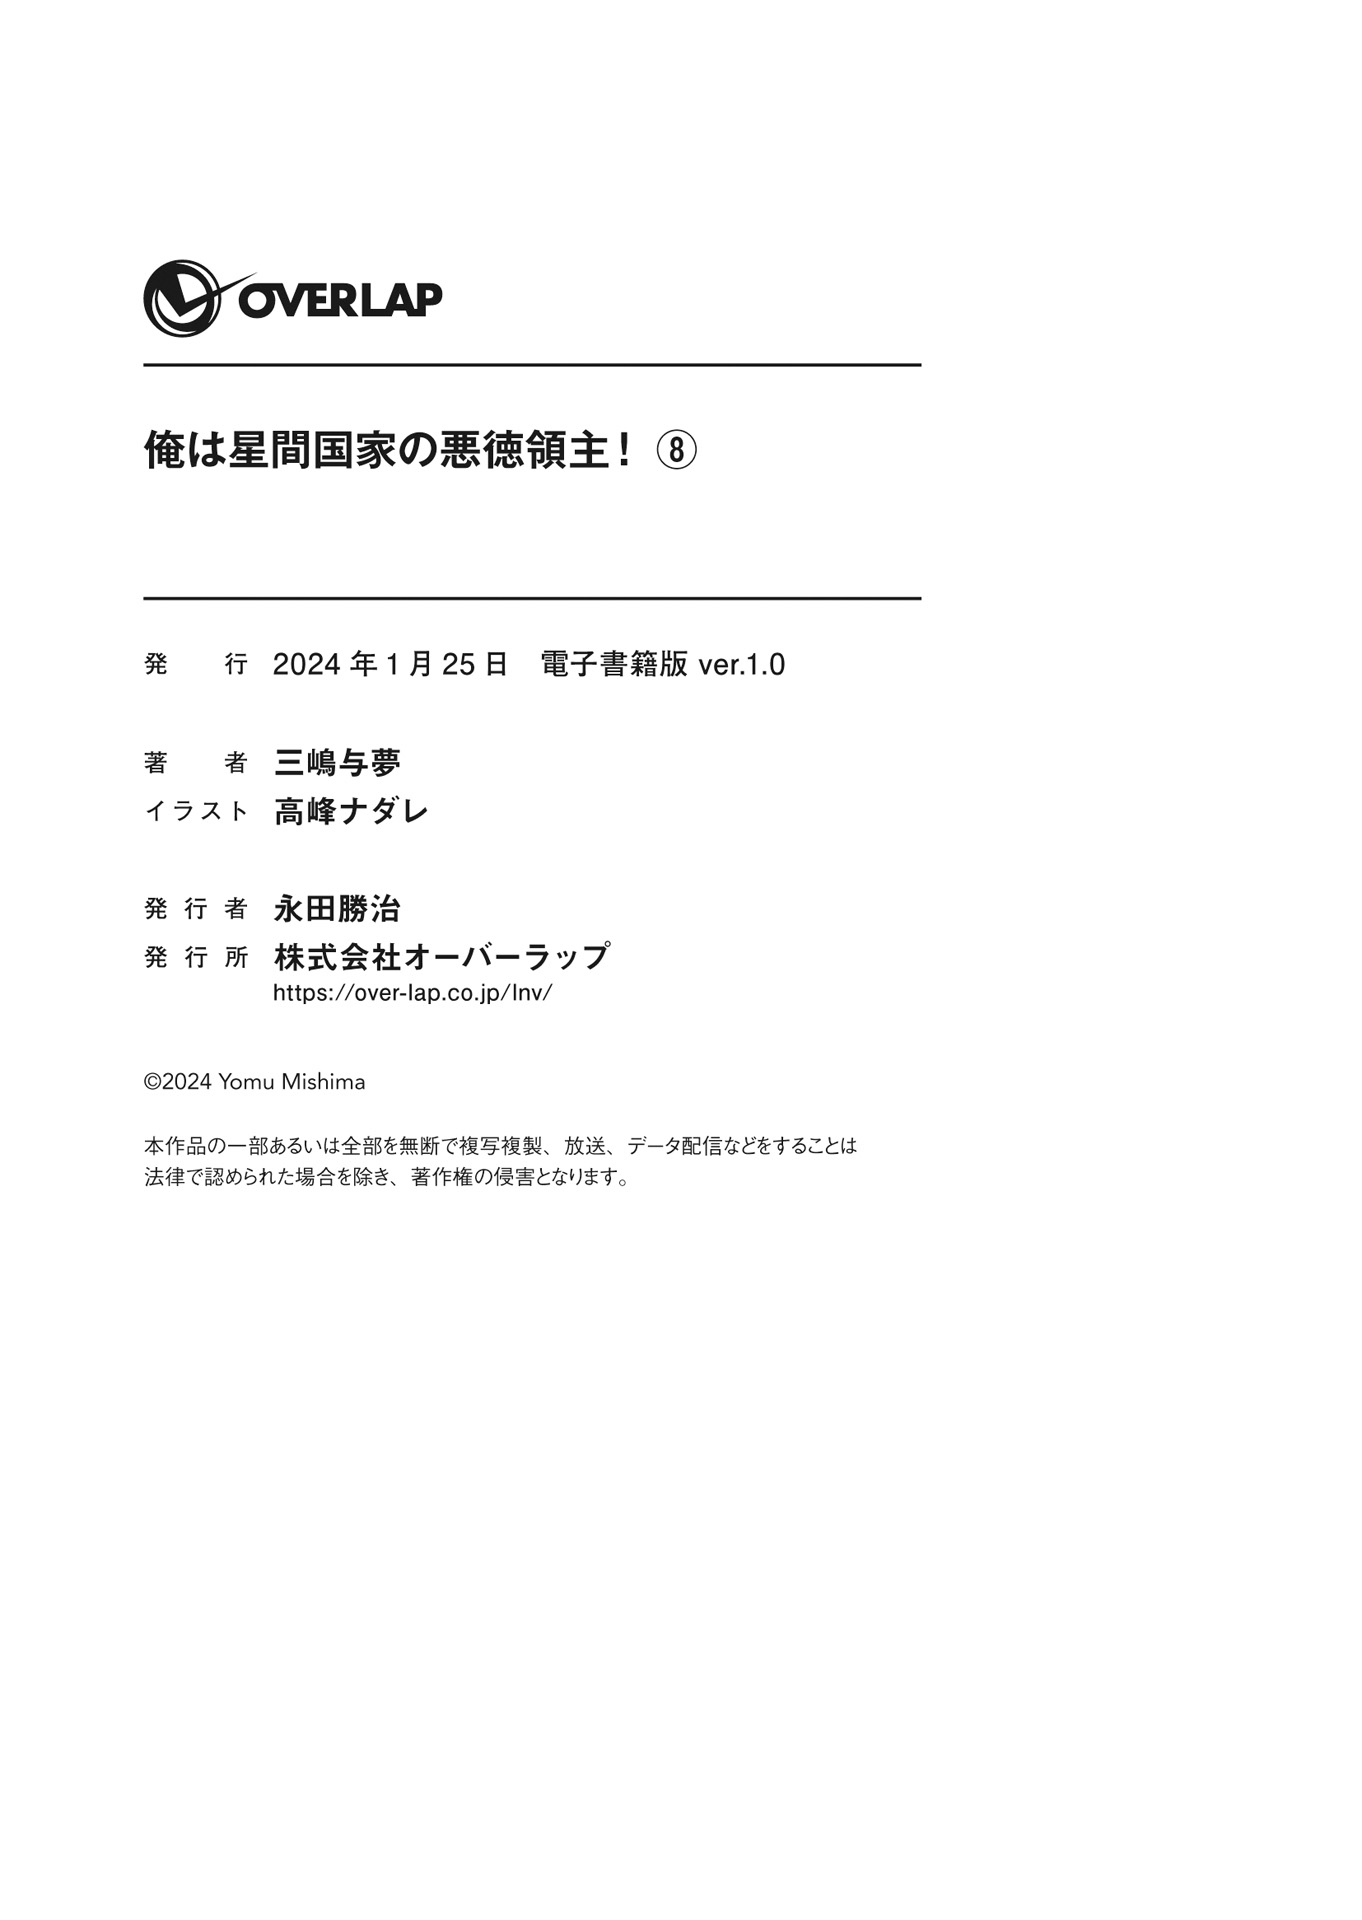 OVERLAP
俺は星間国家の悪徳領主！ ⑧
発行 2024年1月25日 電子書籍版 ver.1.0
著者 三嶋与夢
イラスト 高峰ナダレ
発行者 永田勝治
発行所 株式会社オーバーラップ
https://over-lap.co.jp/lnv/
©2024 Yomu Mishima
本作品の一部あるいは全部を無断で複写複製、放送、データ配信などをすることは
法律で認められた場合を除き、著作権の侵害となります。